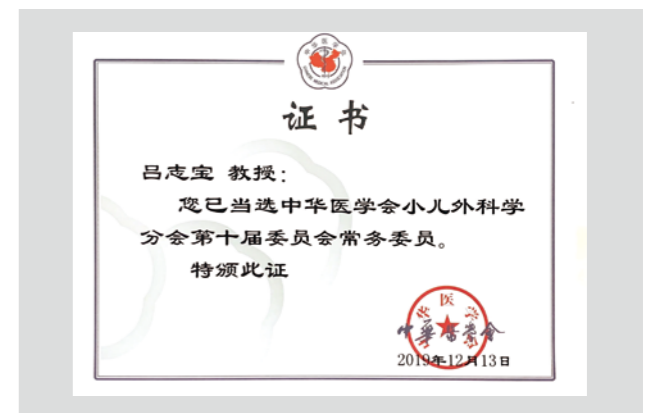 证书
吕志宝 教授：
您已当选中华医学会小儿外科学
分会第十届委员会常务委员。
特颁此证
中华医学会
2019年12月13日